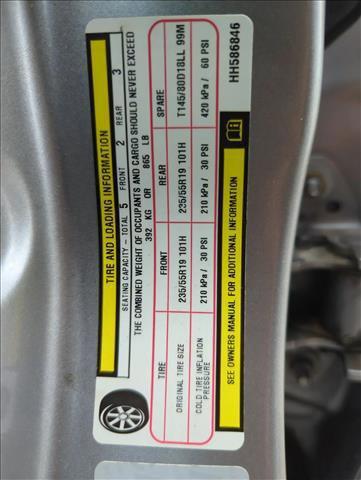 TIRE AND LOADING INFORMATION
SEATING CAPACITY - TOTAL 5 FRONT 2 REAR 3
THE COMBINED WEIGHT OF OCCUPANTS AND CARGO SHOULD NEVER EXCEED
392 KG OR 865 LB
TIRE FRONT REAR SPARE
ORIGINAL TIRE SIZE 235/55R19 101H 235/55R19 101H T145/80D18LL 99M
COLD TIRE INFLATION PRESSURE 210 kPa / 30 PSI 210 kPa / 30 PSI 420 kPa / 60 PSI
SEE OWNERS MANUAL FOR ADDITIONAL INFORMATION
HH586846